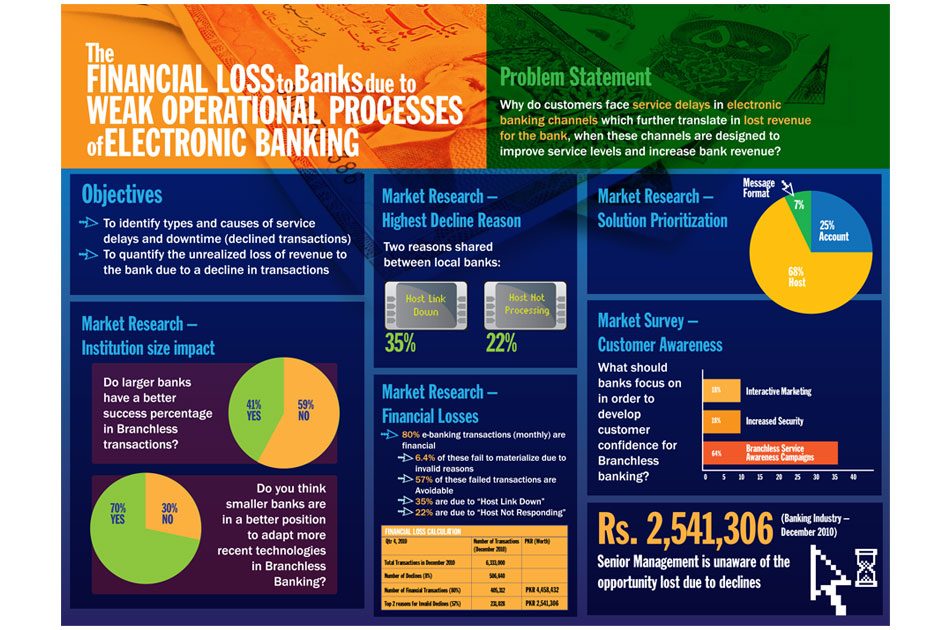 The
FINANCIAL LOSS to Banks due to
WEAK OPERATIONAL PROCESSES
of ELECTRONIC BANKING
Problem Statement
Why do customers face service delays in electronic
banking channels which further translate in lost revenue
for the bank, when these channels are designed to
improve service levels and increase bank revenue?
Objectives
To identify types and causes of service
delays and downtime (declined transactions)
To quantify the unrealized loss of revenue to
the bank due to a decline in transactions
Market Research –
Institution size impact
Do larger banks
have a better
success percentage
in Branchless
transactions?
41%
YES
59%
NO
70%
YES
30%
NO
Do you think
smaller banks are
in a better position
to adapt more
recent technologies
in Branchless
Banking?
Market Research –
Highest Decline Reason
Two reasons shared
between local banks:
Host Link
Down
Host Not
Processing
35%
22%
Market Research –
Financial Losses
80% e-banking transactions (monthly) are
financial
6.4% of these fail to materialize due to
invalid reasons
57% of these failed transactions are
Avoidable
35% are due to “Host Link Down”
22% are due to “Host Not Responding”
FINANCIAL LOSS CALCULATION
Qtr 4, 2010
Number of Transactions
(December 2010)
PKR (Worth)
Total Transactions in December 2010
6,333,000
Number of Declines (8%)
506,640
Number of Financial Transactions (80%)
405,312
PKR 4,458,432
Top 2 reasons for Invalid Declines (57%)
231,028
PKR 2,541,306
Market Research –
Solution Prioritization
Message
Format
7%
25%
Account
68%
Host
Market Survey –
Customer Awareness
What should
banks focus on
in order to
develop
customer
confidence for
Branchless
banking?
18%
Interactive Marketing
18%
Increased Security
64%
Branchless Service
Awareness Campaigns
0 5 10 15 20 25 30 35 40
Rs. 2,541,306
(Banking Industry –
December 2010)
Senior Management is unaware of the
opportunity lost due to declines